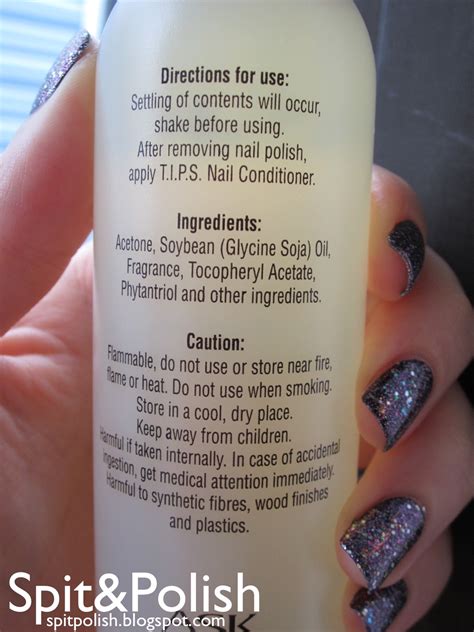 Directions for use:
Settling of contents will occur,
shake before using.
After removing nail polish,
apply T.I.P.S. Nail Conditioner.
Ingredients:
Acetone, Soybean (Glycine Soja) Oil,
Fragrance, Tocopheryl Acetate,
Phytantriol and other ingredients.
Caution:
Flammable, do not use or store near fire,
flame or heat. Do not use when smoking.
Store in a cool, dry place.
Keep away from children.
Harmful if taken internally. In case of accidental
ingestion, get medical attention immediately.
Harmful to synthetic fibres, wood finishes
and plastics.
Spit&Polish
spitpolish.blogspot.com